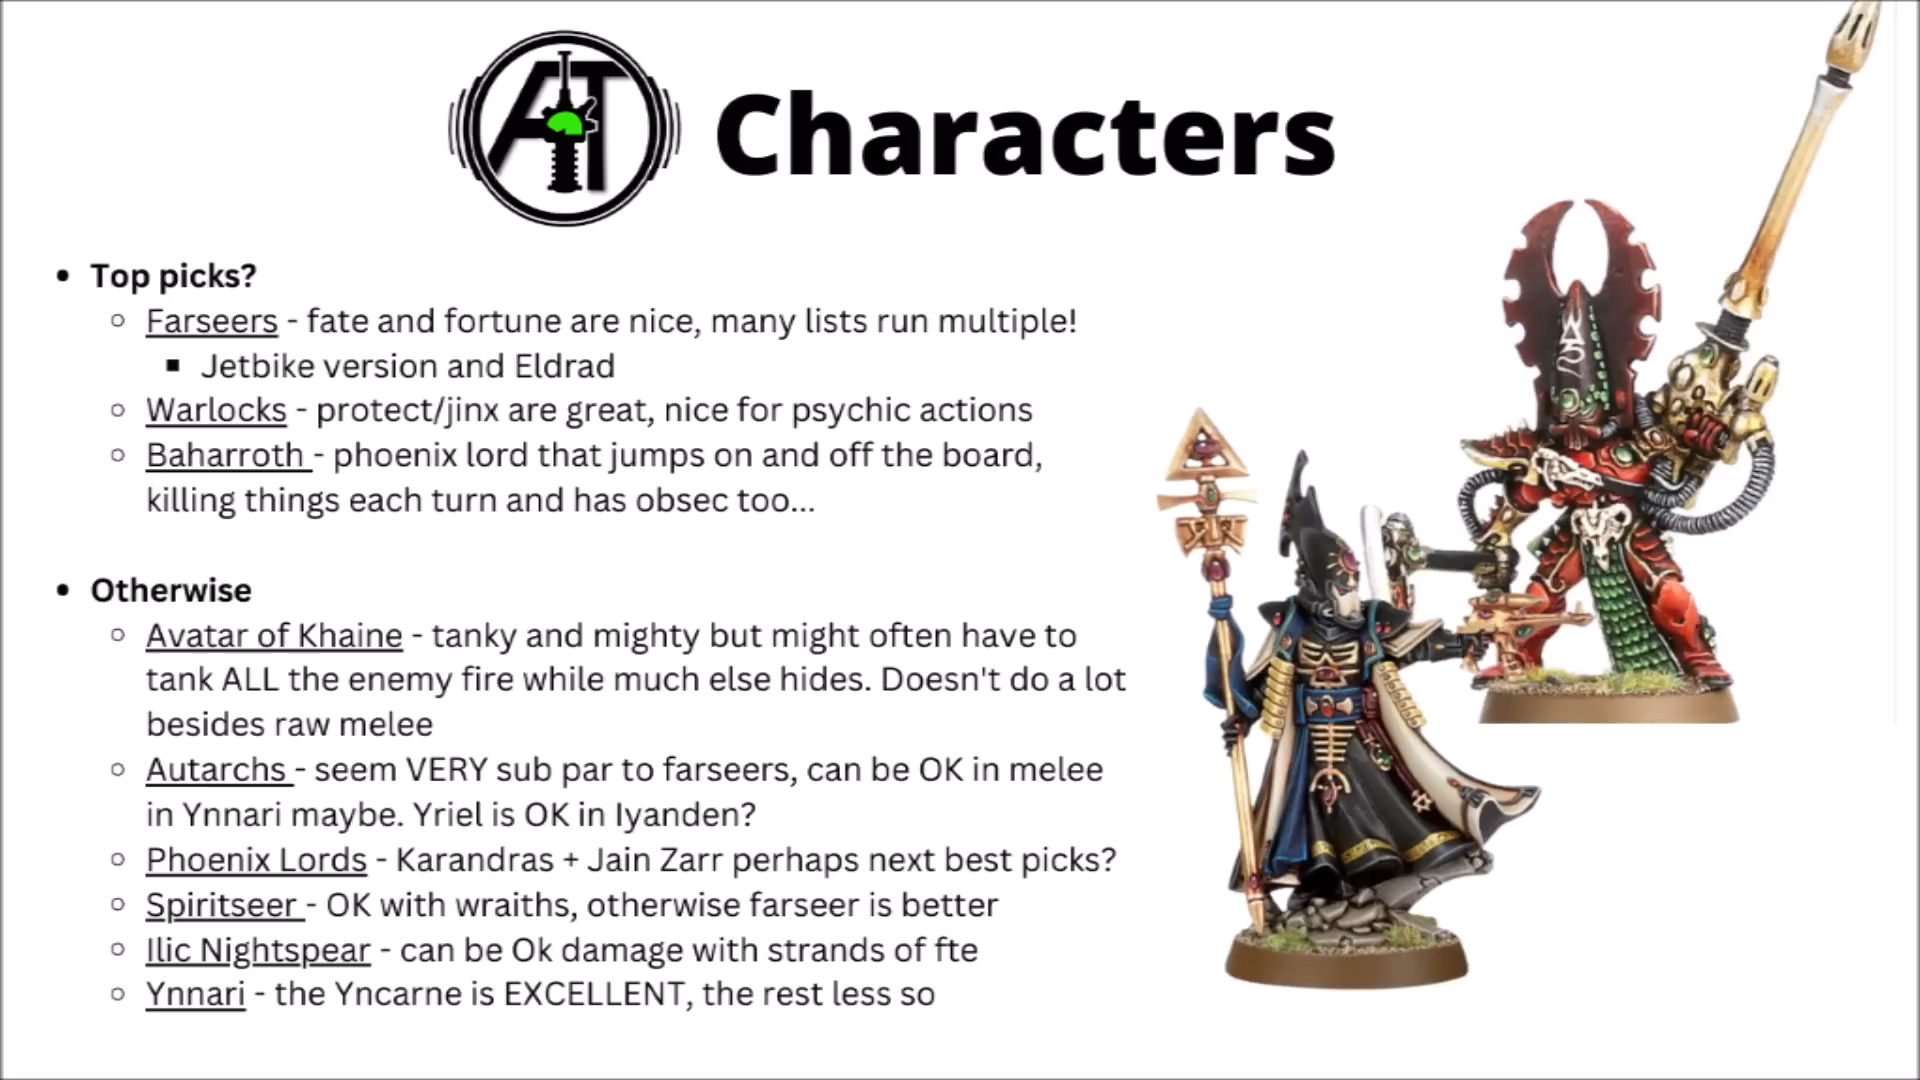 AT
Characters
Top picks?
Farseers - fate and fortune are nice, many lists run multiple!
Jetbike version and Eldrad
Warlocks - protect/jinx are great, nice for psychic actions
Baharroth - phoenix lord that jumps on and off the board,
killing things each turn and has obsec too...
Otherwise
Avatar of Khaine - tanky and mighty but might often have to
tank ALL the enemy fire while much else hides. Doesn't do a lot
besides raw melee
Autarchs - seem VERY sub par to farseers, can be OK in melee
in Ynnari maybe. Yriel is OK in Iyanden?
Phoenix Lords - Karandras + Jain Zarr perhaps next best picks?
Spiritseer - OK with wraiths, otherwise farseer is better
Ilic Nightspear - can be Ok damage with strands of fte
Ynnari - the Yncarne is EXCELLENT, the rest less so